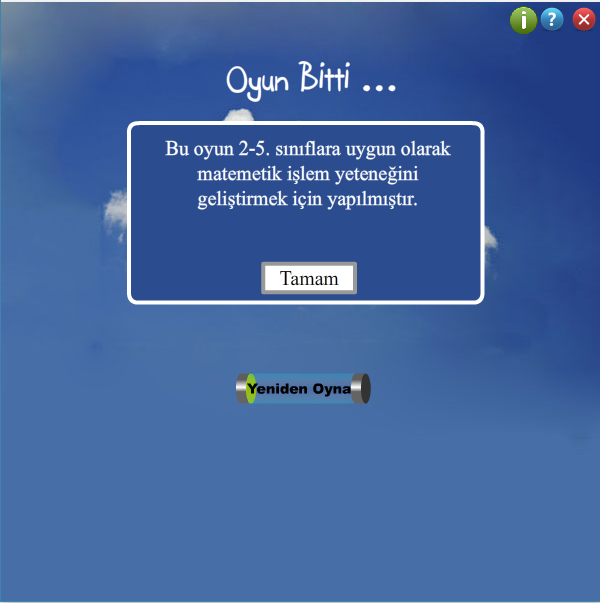 i ?
Oyun Bitti ...
Bu oyun 2-5. sınıflara uygun olarak
matemetik işlem yeteneğini
geliştirmek için yapılmıştır.
Tamam
Yeniden Oyna